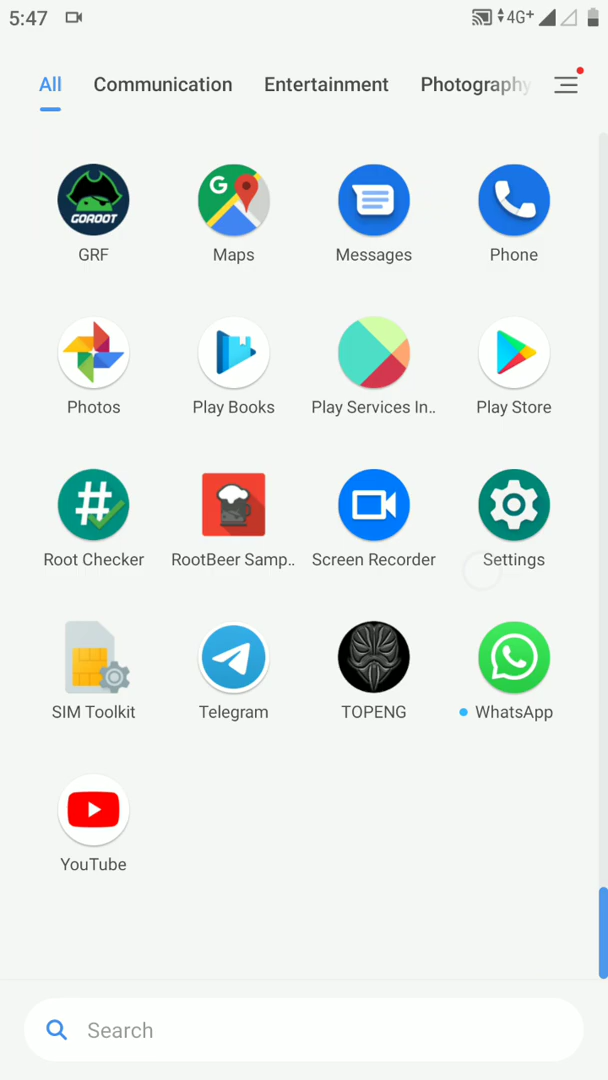 5:47 4G+
All Communication Entertainment Photography
GOROOT
GRF Maps Messages Phone
Photos Play Books Play Services In.. Play Store
Root Checker RootBeer Samp.. Screen Recorder Settings
SIM Toolkit Telegram TOPENG WhatsApp
YouTube
Search